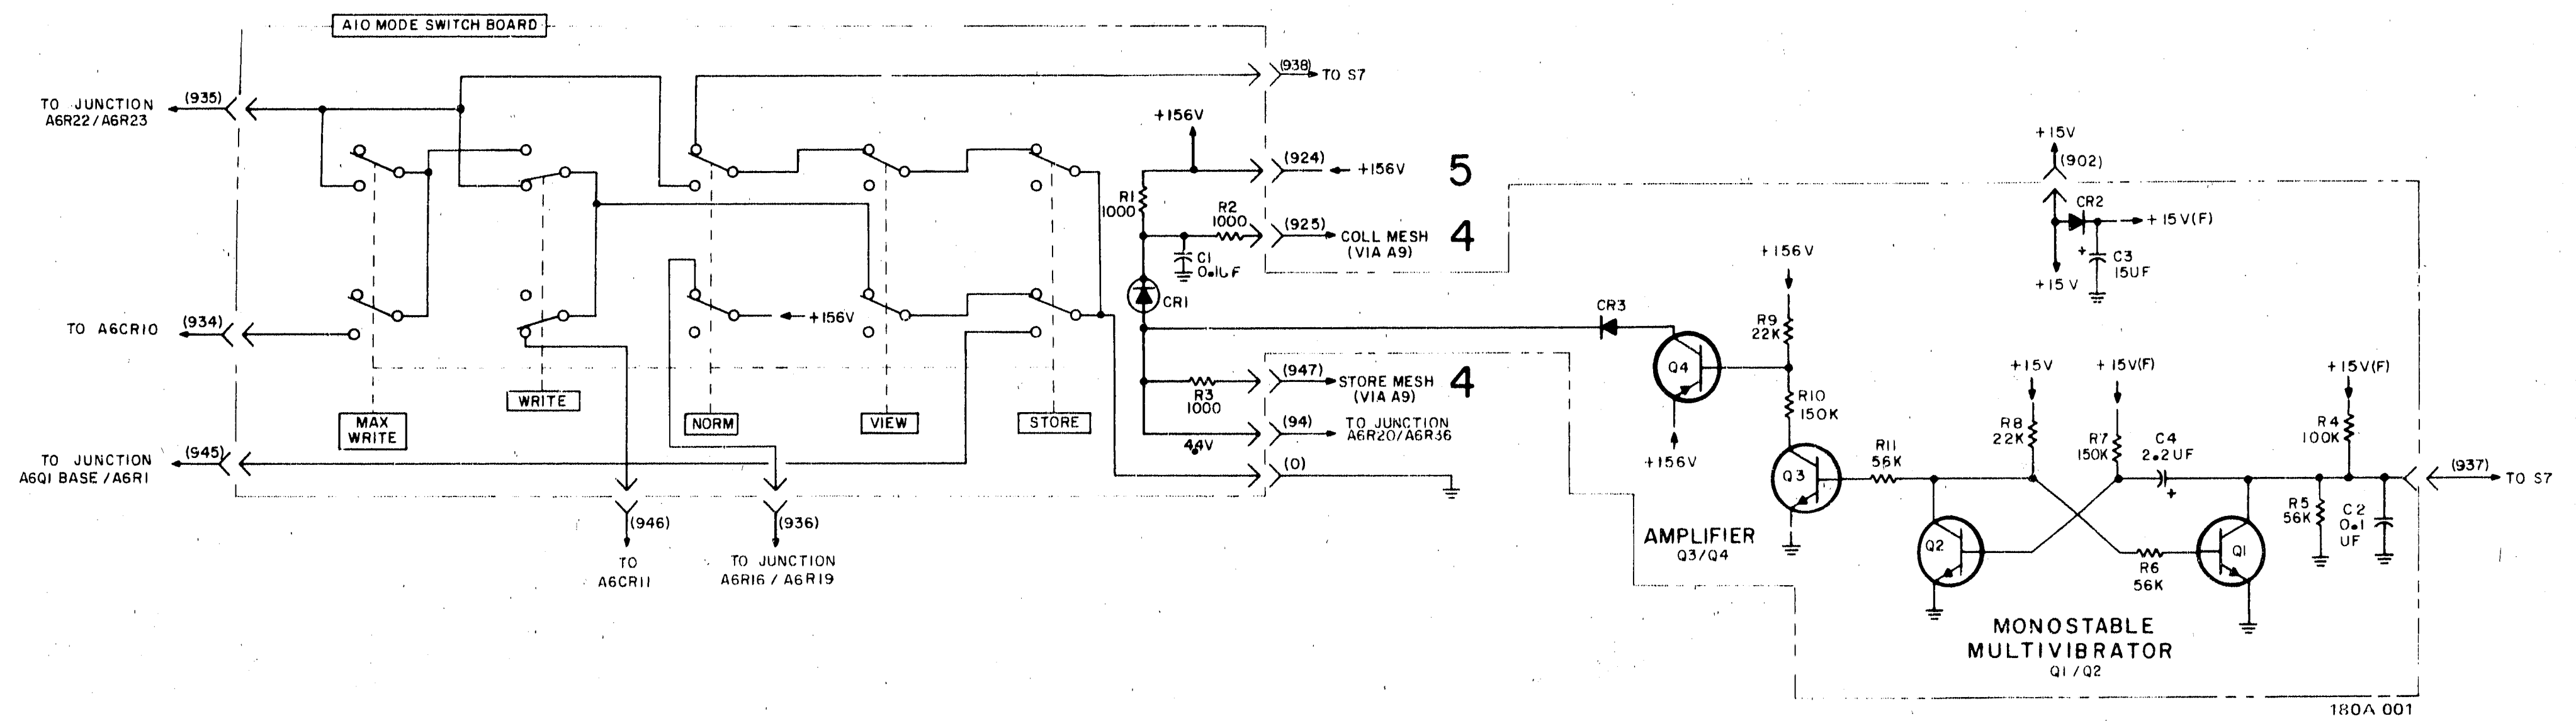 A10 MODE SWITCH BOARD
(938)
TO S7
(935)
TO JUNCTION
A6R22/A6R23
+156V
(924)
+156V
5
R1
1000
R2
1000
(925)
COLL MESH
(VIA A9)
4
C1
0.1UF
+15V
(902)
CR2
+15V(F)
C3
15UF
+15V
+156V
CR1
CR3
R9
22K
TO A6CR10
(934)
+156V
Q4
R10
150K
+156V
(947)
STORE MESH
(VIA A9)
4
R3
1000
(94)
TO JUNCTION
A6R20/A6R36
4.4V
(0)
MAX
WRITE
WRITE
NORM
VIEW
STORE
TO JUNCTION
A6Q1 BASE/A6R1
(945)
(946)
TO
A6CR11
(936)
TO JUNCTION
A6R16 / A6R19
+15V
+15V(F)
+15V(F)
R8
22K
R7
150K
C4
2.2UF
R4
100K
R11
56K
Q3
(937)
TO S7
R5
56K
C2
0.1
UF
AMPLIFIER
Q3/Q4
Q2
Q1
R6
56K
MONOSTABLE
MULTIVIBRATOR
Q1/Q2
180A 001